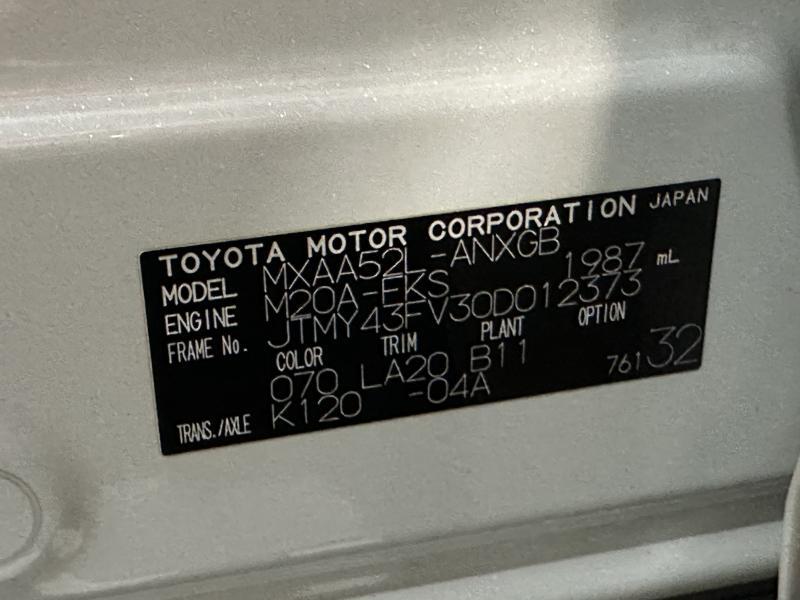 TOYOTA MOTOR CORPORATION JAPAN
MODEL MXAA52L-ANXGB
ENGINE M20A-FKS 1987 mL
FRAME No. JTMY43FV30D012373
COLOR TRIM PLANT OPTION
070 LA20 B11
TRANS./AXLE K120 -04A 761 32